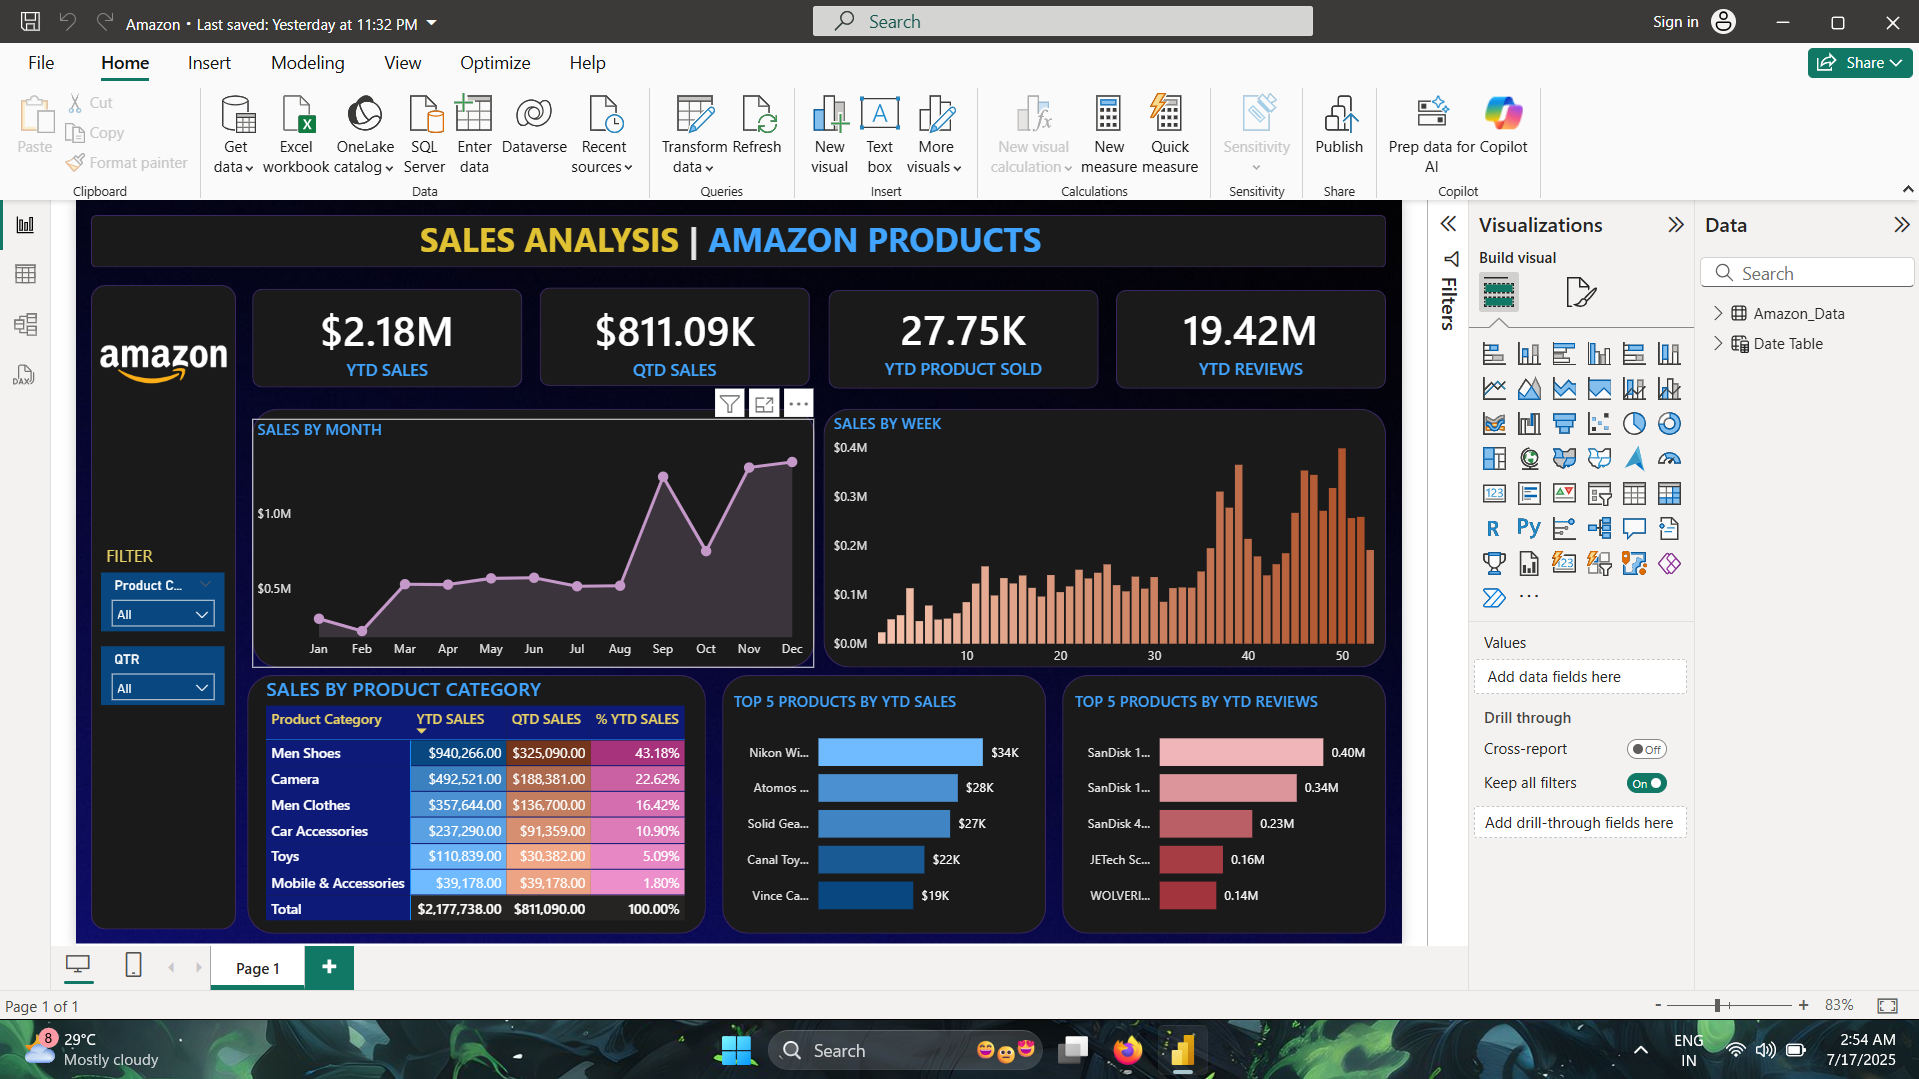 Amazon • Last saved: Yesterday at 11:32 PM
Search
Sign in
File Home Insert Modeling View Optimize Help
Share
Paste
Cut
Copy
Format painter
Clipboard
Get data
Excel workbook
OneLake catalog
SQL Server
Enter data
Dataverse
Recent sources
Data
Transform data
Refresh
Queries
New visual
Text box
More visuals
Insert
New visual calculation
New measure
Quick measure
Calculations
Sensitivity
Sensitivity
Publish
Share
Prep data for AI
Copilot
Copilot
SALES ANALYSIS | AMAZON PRODUCTS
amazon
FILTER
Product C...
All
QTR
All
$2.18M
YTD SALES
$811.09K
QTD SALES
27.75K
YTD PRODUCT SOLD
19.42M
YTD REVIEWS
SALES BY MONTH
$1.0M
$0.5M
Jan Feb Mar Apr May Jun Jul Aug Sep Oct Nov Dec
SALES BY WEEK
$0.4M
$0.3M
$0.2M
$0.1M
$0.0M
10 20 30 40 50
SALES BY PRODUCT CATEGORY
Product Category YTD SALES QTD SALES % YTD SALES
Men Shoes $940,266.00 $325,090.00 43.18%
Camera $492,521.00 $188,381.00 22.62%
Men Clothes $357,644.00 $136,700.00 16.42%
Car Accessories $237,290.00 $91,359.00 10.90%
Toys $110,839.00 $30,382.00 5.09%
Mobile & Accessories $39,178.00 $39,178.00 1.80%
Total $2,177,738.00 $811,090.00 100.00%
TOP 5 PRODUCTS BY YTD SALES
Nikon Wi... $34K
Atomos ... $28K
Solid Gea... $27K
Canal Toy... $22K
Vince Ca... $19K
TOP 5 PRODUCTS BY YTD REVIEWS
SanDisk 1... 0.40M
SanDisk 1... 0.34M
SanDisk 4... 0.23M
JETech Sc... 0.16M
WOLVERI... 0.14M
Filters
Visualizations
Build visual
123
R
Py
123
Values
Add data fields here
Drill through
Cross-report Off
Keep all filters On
Add drill-through fields here
Data
Search
Amazon_Data
Date Table
DAX
Page 1
Page 1 of 1
- + 83%
8
29°C
Mostly cloudy
Search
ENG
IN
2:54 AM
7/17/2025